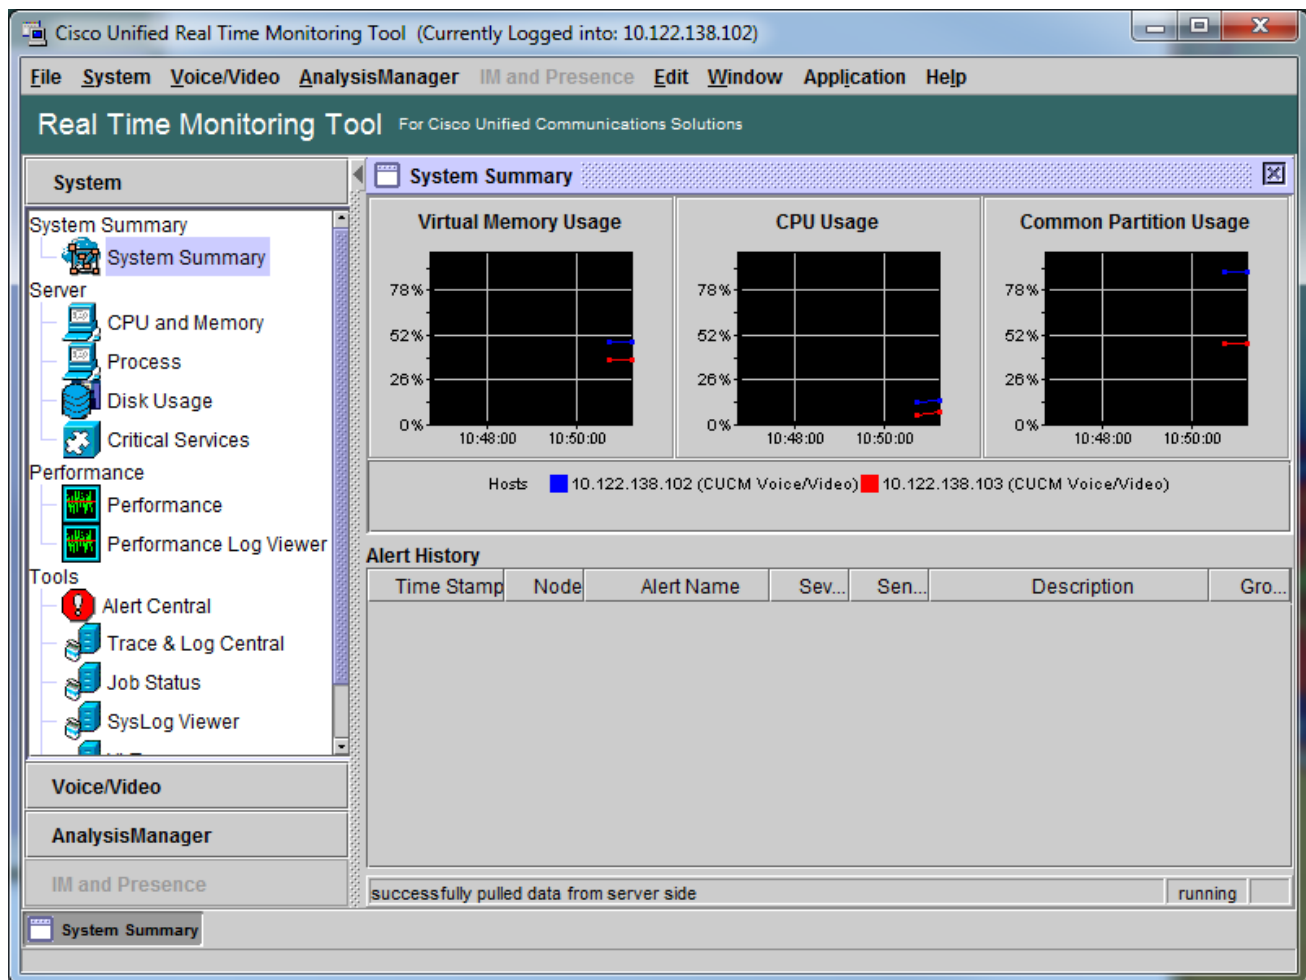 Cisco Unified Real Time Monitoring Tool (Currently Logged into: 10.122.138.102)
File System Voice/Video AnalysisManager IM and Presence Edit Window Application Help
Real Time Monitoring Tool For Cisco Unified Communications Solutions
System
System Summary
System Summary
Server
CPU and Memory
Process
Disk Usage
Critical Services
Performance
Performance
Performance Log Viewer
Tools
Alert Central
Trace & Log Central
Job Status
SysLog Viewer
Voice/Video
AnalysisManager
IM and Presence
System Summary
Virtual Memory Usage
78%
52%
26%
0%
10:48:00 10:50:00
CPU Usage
78%
52%
26%
0%
10:48:00 10:50:00
Common Partition Usage
78%
52%
26%
0%
10:48:00 10:50:00
Hosts 10.122.138.102 (CUCM Voice/Video) 10.122.138.103 (CUCM Voice/Video)
Alert History
Time Stamp Node Alert Name Sev... Sen... Description Gro...
successfully pulled data from server side running
System Summary